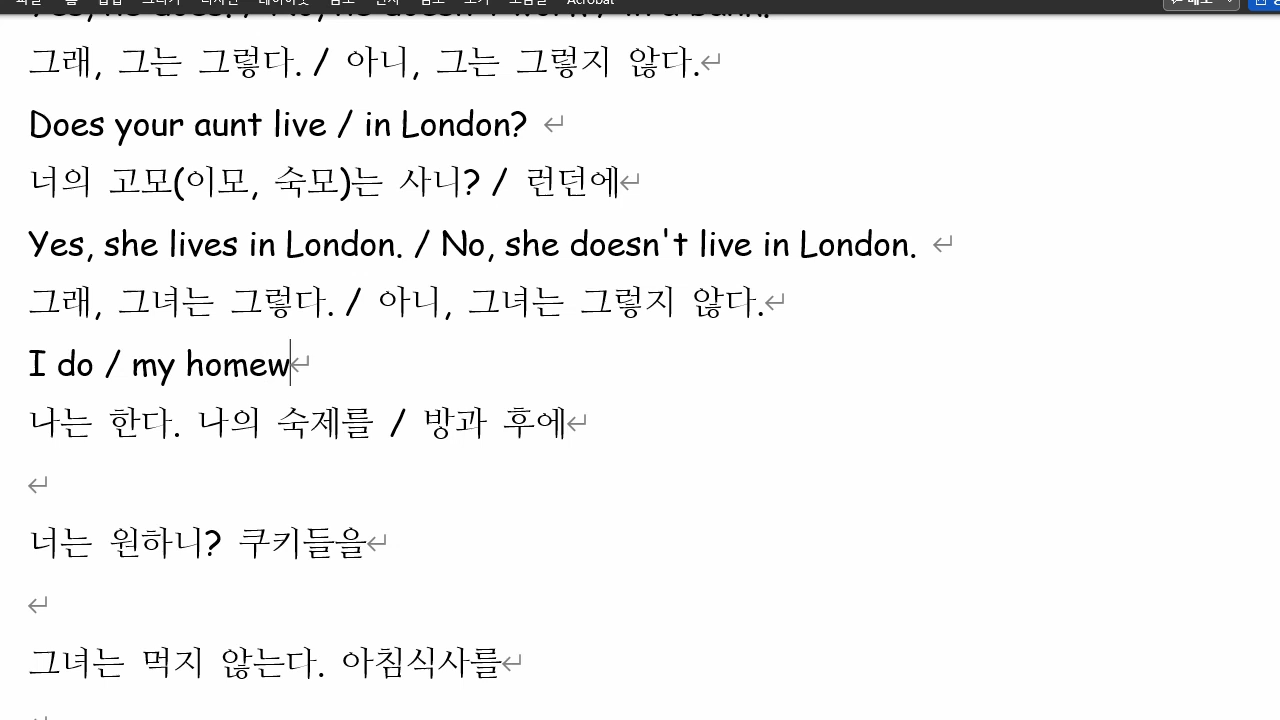 그래, 그는 그렇다. / 아니, 그는 그렇지 않다.↵
Does your aunt live / in London? ↵
너의 고모(이모, 숙모)는 사니? / 런던에↵
Yes, she lives in London. / No, she doesn't live in London. ↵
그래, 그녀는 그렇다. / 아니, 그녀는 그렇지 않다.↵
I do / my homew↵
나는 한다. 나의 숙제를 / 방과 후에↵
↵
너는 원하니? 쿠키들을↵
↵
그녀는 먹지 않는다. 아침식사를↵